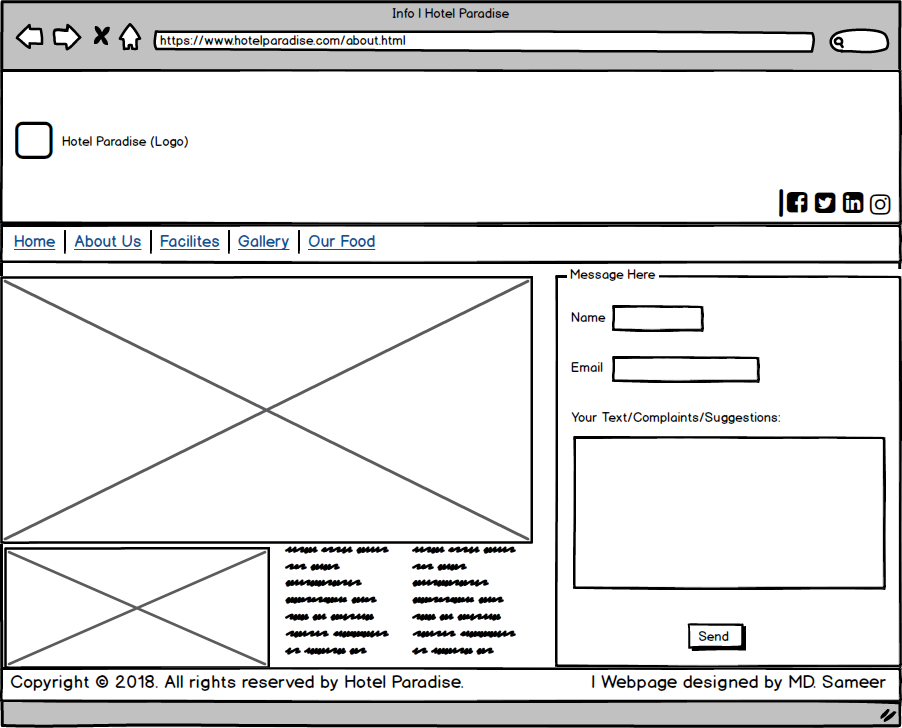 Info | Hotel Paradise
https://www.hotelparadise.com/about.html
Hotel Paradise (Logo)
Home | About Us | Facilites | Gallery | Our Food
Message Here
Name
Email
Your Text/Complaints/Suggestions:
Send
Copyright © 2018. All rights reserved by Hotel Paradise.
| Webpage designed by MD. Sameer